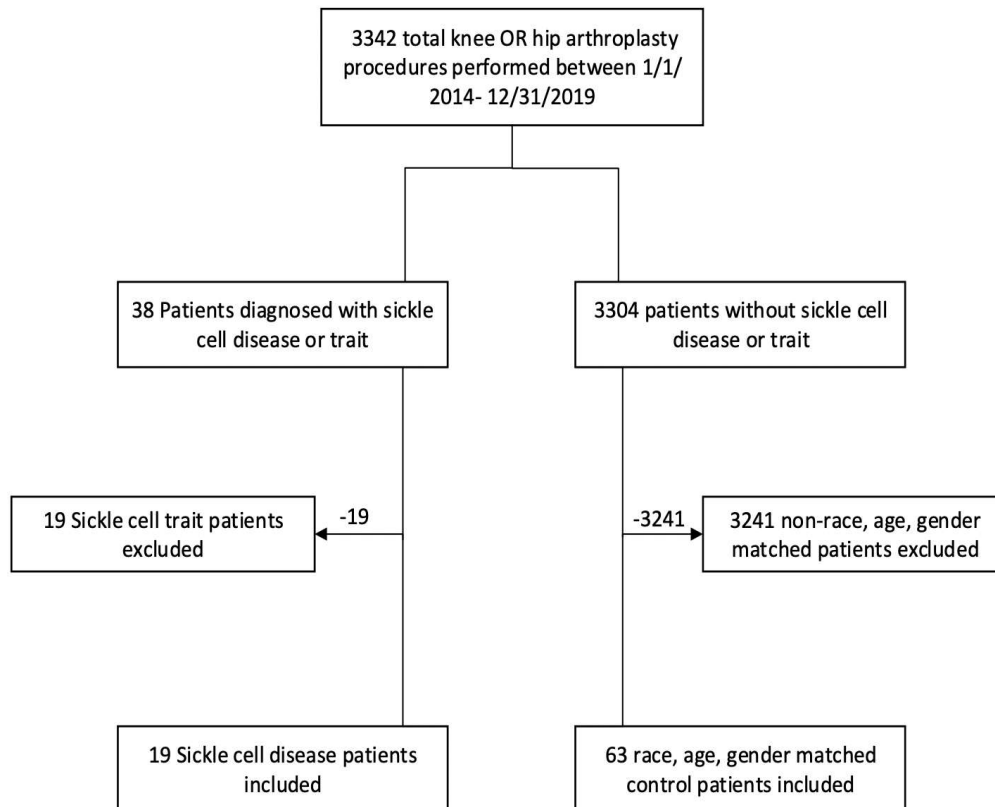 3342 total knee OR hip arthroplasty
procedures performed between 1/1/
2014- 12/31/2019
38 Patients diagnosed with sickle
cell disease or trait
3304 patients without sickle cell
disease or trait
19 Sickle cell trait patients
excluded
-19
-3241
3241 non-race, age, gender
matched patients excluded
19 Sickle cell disease patients
included
63 race, age, gender matched
control patients included